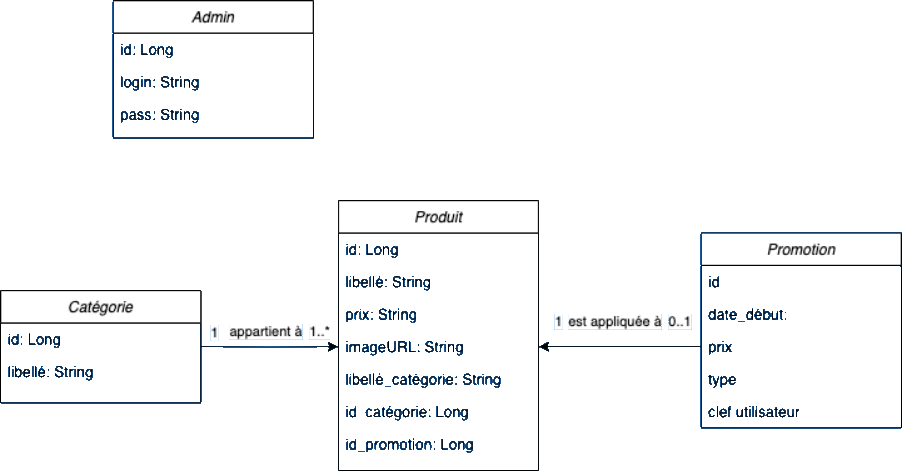 Admin
id: Long
login: String
pass: String
Produit
id: Long
libellé: String
prix: String
imageURL: String
libellé_catégorie: String
id_catégorie: Long
id_promotion: Long
Catégorie
id: Long
libellé: String
1 appartient à 1..*
1 est appliquée à 0..1
Promotion
id
date_début:
prix
type
clef utilisateur